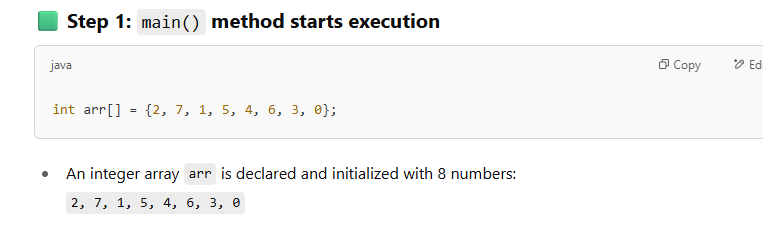 Step 1: main() method starts execution
java Copy Ed
int arr[] = {2, 7, 1, 5, 4, 6, 3, 0};
An integer array arr is declared and initialized with 8 numbers:
2, 7, 1, 5, 4, 6, 3, 0